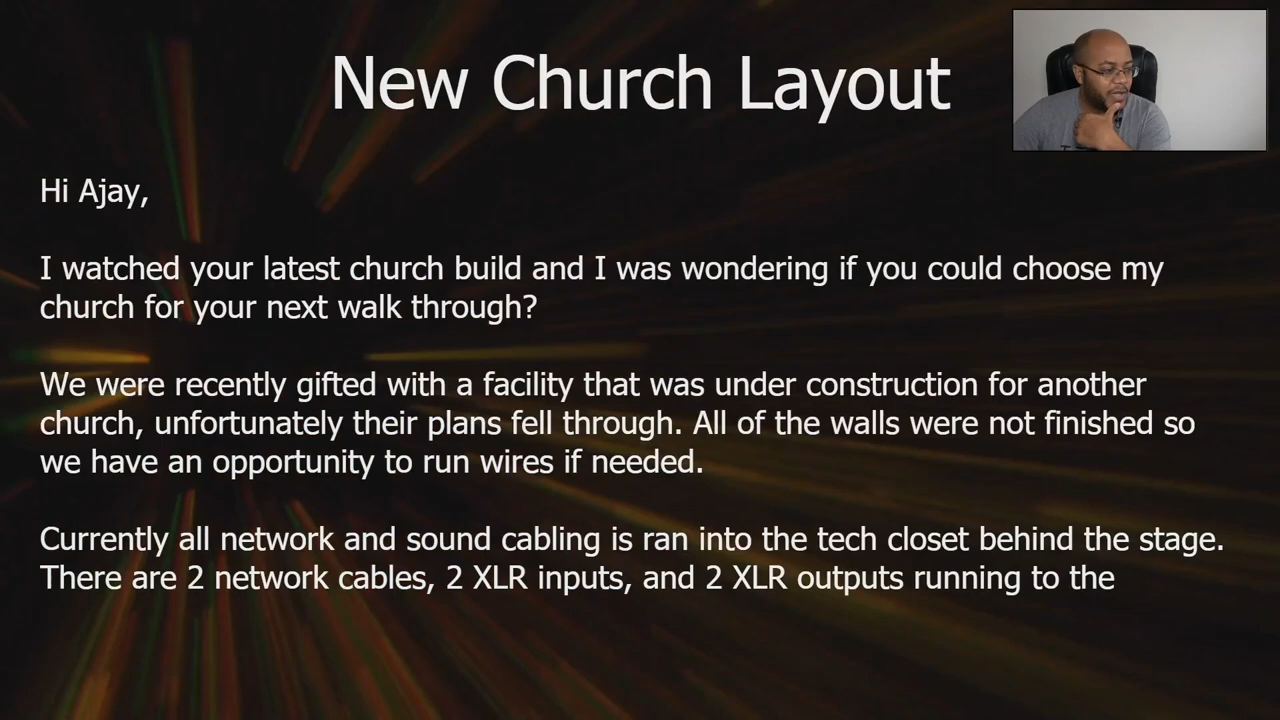 New Church Layout
Hi Ajay,
I watched your latest church build and I was wondering if you could choose my
church for your next walk through?
We were recently gifted with a facility that was under construction for another
church, unfortunately their plans fell through. All of the walls were not finished so
we have an opportunity to run wires if needed.
Currently all network and sound cabling is ran into the tech closet behind the stage.
There are 2 network cables, 2 XLR inputs, and 2 XLR outputs running to the